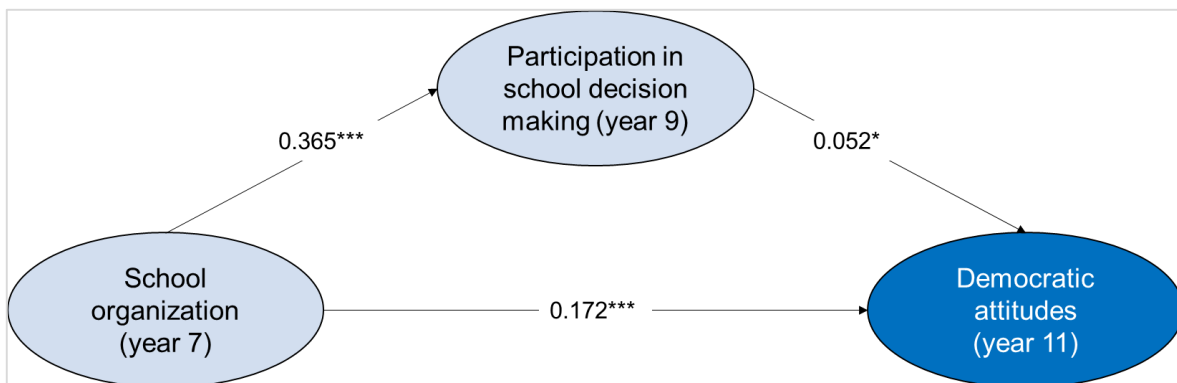 Participation in
school decision
making (year 9)
0.365***
0.052*
School
organization
(year 7)
0.172***
Democratic
attitudes
(year 11)